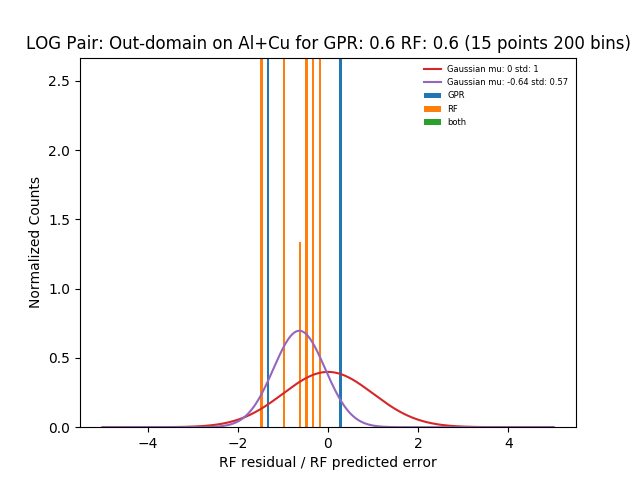 LOG Pair: Out-domain on Al+Cu for GPR: 0.6 RF: 0.6 (15 points 200 bins)
Gaussian mu: 0 std: 1
Gaussian mu: -0.64 std: 0.57
GPR
RF
both
Normalized Counts
2.5
2.0
1.5
1.0
0.5
0.0
−4 −2 0 2 4
RF residual / RF predicted error